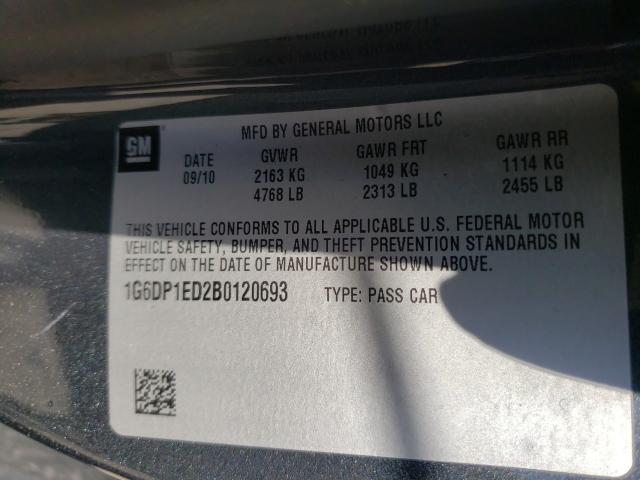 MFD BY GENERAL MOTORS LLC
GM
DATE GVWR GAWR FRT GAWR RR
09/10 2163 KG 1049 KG 1114 KG
4768 LB 2313 LB 2455 LB
THIS VEHICLE CONFORMS TO ALL APPLICABLE U.S. FEDERAL MOTOR
VEHICLE SAFETY, BUMPER, AND THEFT PREVENTION STANDARDS IN
EFFECT ON THE DATE OF MANUFACTURE SHOWN ABOVE.
1G6DP1ED2B0120693 TYPE: PASS CAR